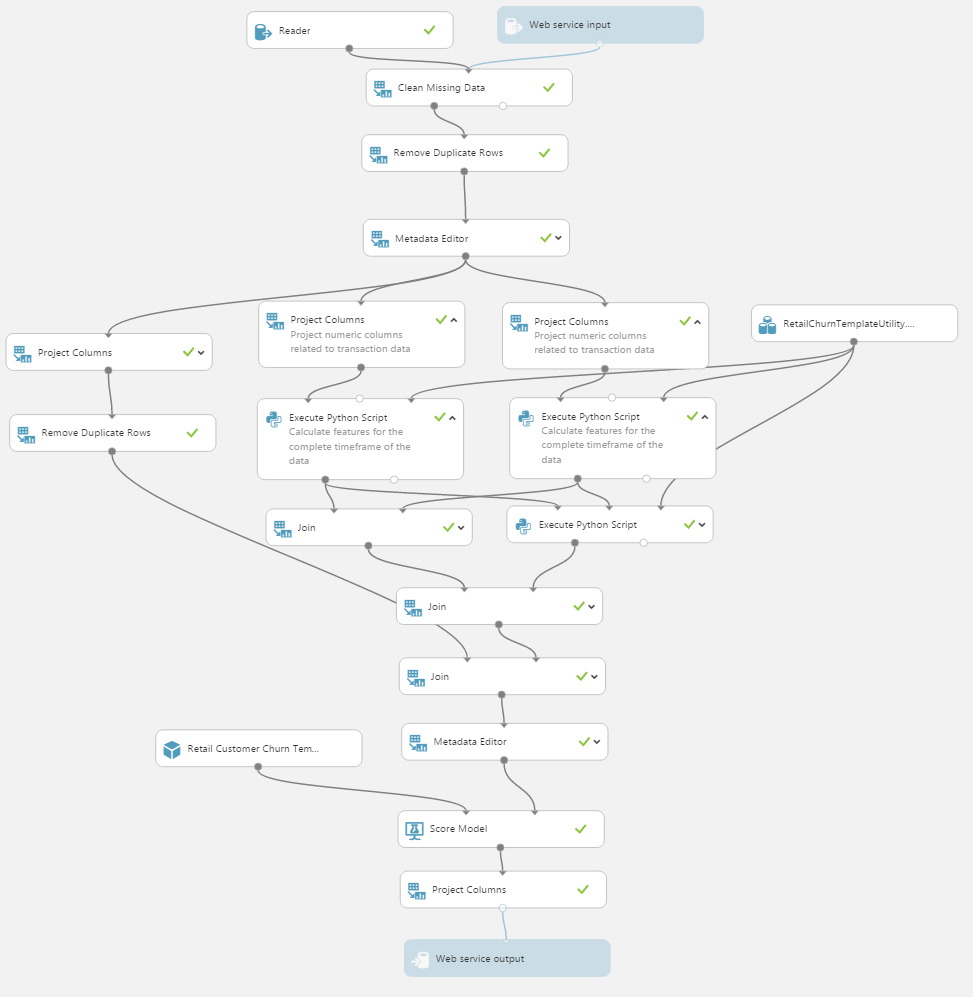 Reader
Web service input
Clean Missing Data
Remove Duplicate Rows
Metadata Editor
Project Columns
Project numeric columns
related to transaction data
Project Columns
Project numeric columns
related to transaction data
RetailChurnTemplateUtility....
Project Columns
Execute Python Script
Calculate features for the
complete timeframe of the
data
Execute Python Script
Calculate features for the
complete timeframe of the
data
Remove Duplicate Rows
Join
Execute Python Script
Join
Join
Metadata Editor
Retail Customer Churn Tem...
Score Model
Project Columns
Web service output